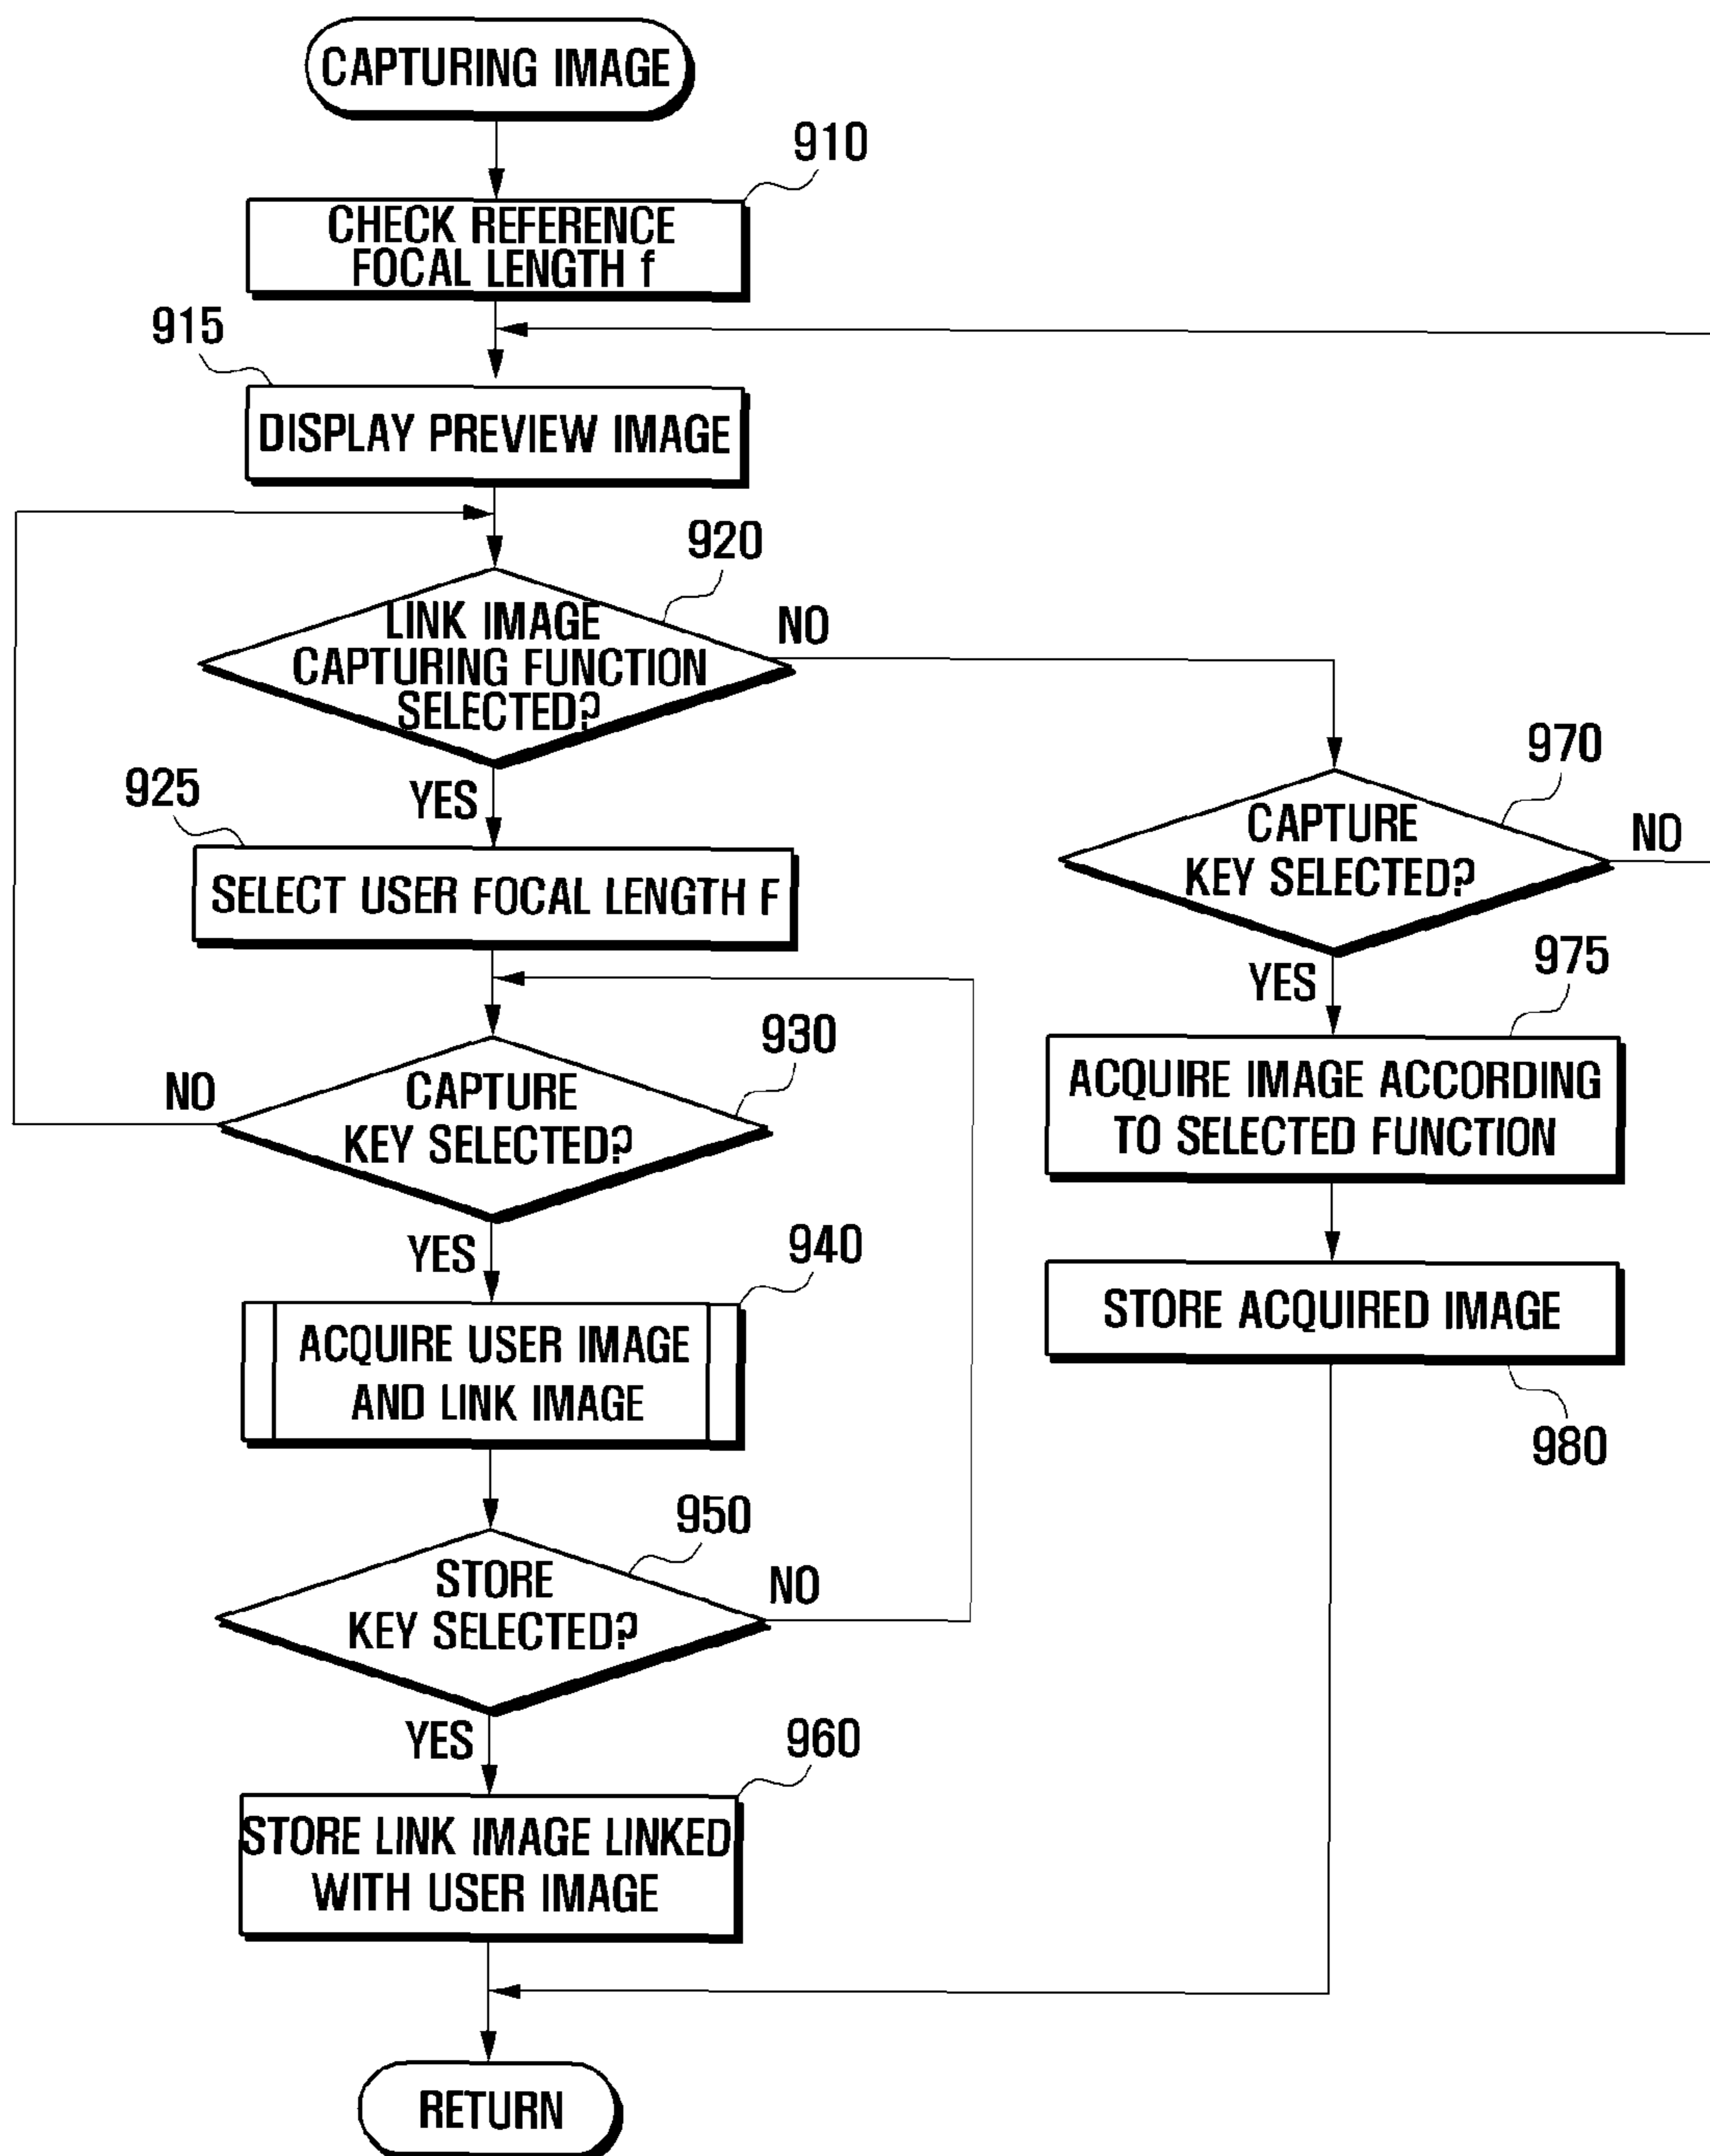 CAPTURING IMAGE
910
CHECK REFERENCE
FOCAL LENGTH f
915
DISPLAY PREVIEW IMAGE
920
LINK IMAGE
CAPTURING FUNCTION
SELECTED?
NO
YES
925
SELECT USER FOCAL LENGTH F
930
CAPTURE
KEY SELECTED?
NO
YES
940
ACQUIRE USER IMAGE
AND LINK IMAGE
950
STORE
KEY SELECTED?
NO
YES
960
STORE LINK IMAGE LINKED
WITH USER IMAGE
970
CAPTURE
KEY SELECTED?
NO
YES
975
ACQUIRE IMAGE ACCORDING
TO SELECTED FUNCTION
STORE ACQUIRED IMAGE
980
RETURN